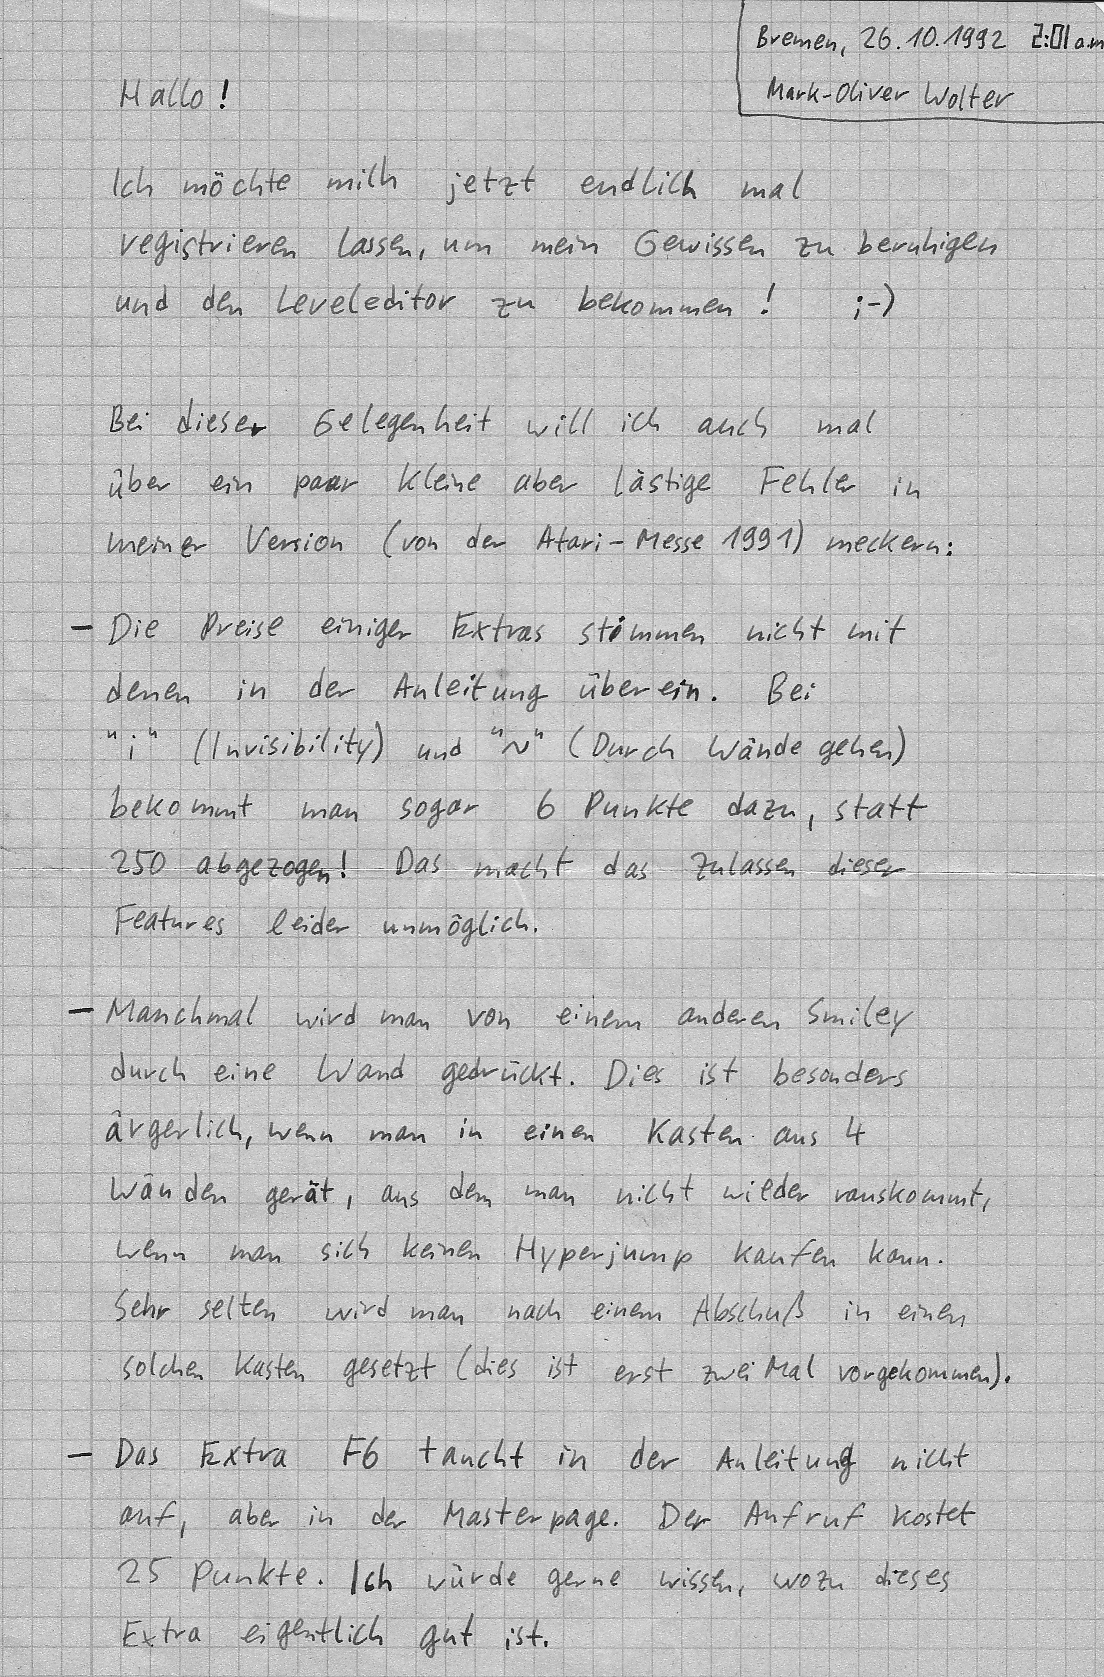 Bremen, 26.10.1992 2:01 a.m
Mark-Oliver Wolter
Hallo!
Ich möchte mich jetzt endlich mal
registrieren lassen, um mein Gewissen zu beruhigen
und den Leveleditor zu bekommen! ;-)
Bei dieser Gelegenheit will ich auch mal
über ein paar kleine aber lästige Fehler in
meiner Version (von der Atari-Messe 1991) meckern:
- Die Preise einiger Extras stimmen nicht mit
denen in der Anleitung überein. Bei
"i" (Invisibility) und "~" (Durch Wände gehen)
bekommt man sogar 6 Punkte dazu, statt
250 abgezogen! Das macht das Zulassen dieser
Features leider unmöglich.
- Manchmal wird man von einem anderen Smiley
durch eine Wand gedrückt. Dies ist besonders
ärgerlich, wenn man in einen Kasten aus 4
Wänden gerät, aus dem man nicht wieder rauskommt,
wenn man sich keinen Hyperjump kaufen kann.
Sehr selten wird man nach einem Abschuß in einen
solchen Kasten gesetzt (dies ist erst zwei Mal vorgekommen).
- Das Extra F6 taucht in der Anleitung nicht
auf, aber in der Masterpage. Der Aufruf kostet
25 Punkte. Ich würde gerne wissen, wozu dieses
Extra eigentlich gut ist.